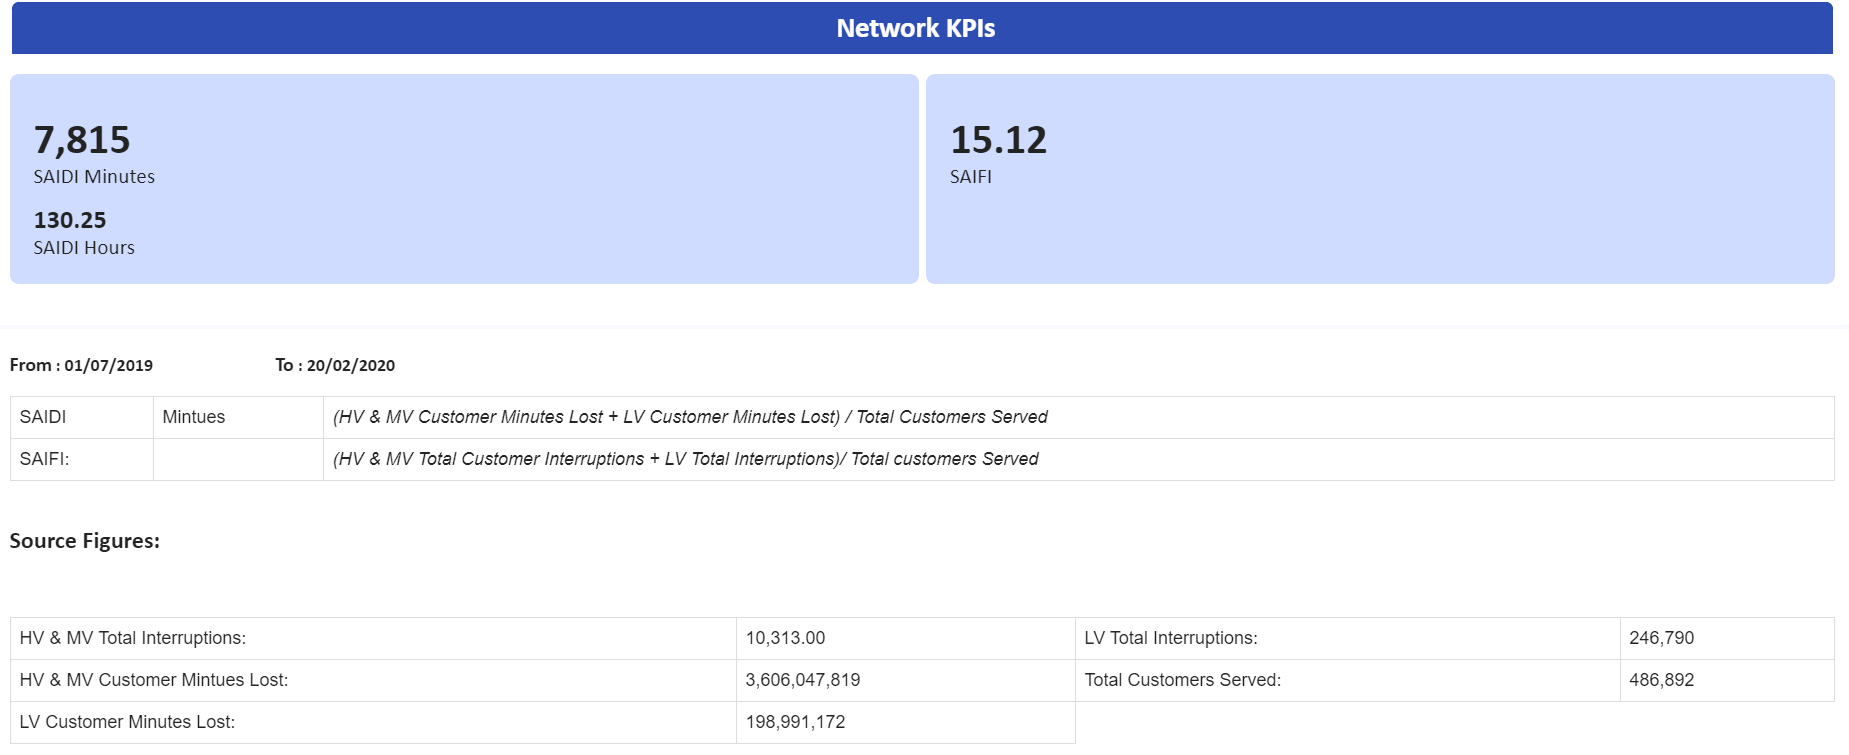 Network KPIs
7,815
SAIDI Minutes
130.25
SAIDI Hours
15.12
SAIFI
From : 01/07/2019 To : 20/02/2020
SAIDI Mintues (HV & MV Customer Minutes Lost + LV Customer Minutes Lost) / Total Customers Served
SAIFI: (HV & MV Total Customer Interruptions + LV Total Interruptions)/ Total customers Served
Source Figures:
HV & MV Total Interruptions: 10,313.00 LV Total Interruptions: 246,790
HV & MV Customer Mintues Lost: 3,606,047,819 Total Customers Served: 486,892
LV Customer Minutes Lost: 198,991,172